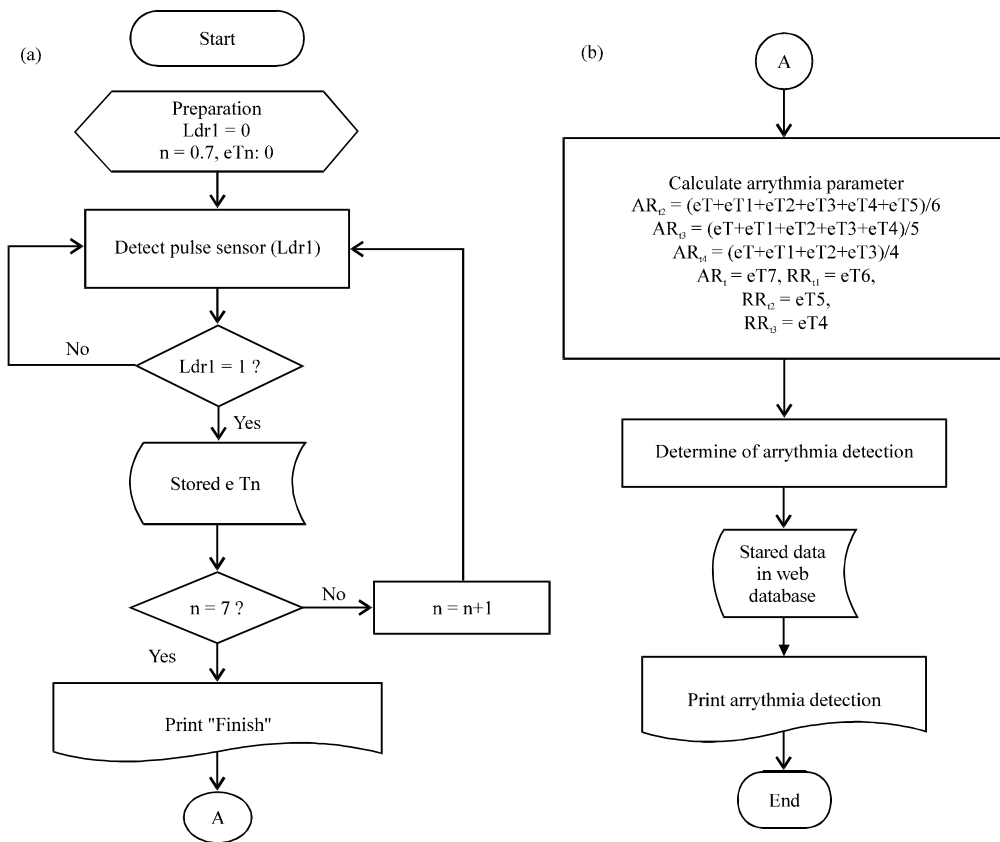 (a)
Start
Preparation
Ldr1 = 0
n = 0.7, eTn: 0
Detect pulse sensor (Ldr1)
No
Ldr1 = 1 ?
Yes
Stored e Tn
n = 7 ?
No
n = n+1
Yes
Print "Finish"
A
(b)
A
Calculate arrythmia parameter
ARt2 = (eT+eT1+eT2+eT3+eT4+eT5)/6
ARt3 = (eT+eT1+eT2+eT3+eT4)/5
ARt4 = (eT+eT1+eT2+eT3)/4
ARt = eT7, RRt1 = eT6,
RRt2 = eT5,
RRt3 = eT4
Determine of arrythmia detection
Stared data
in web
database
Print arrythmia detection
End